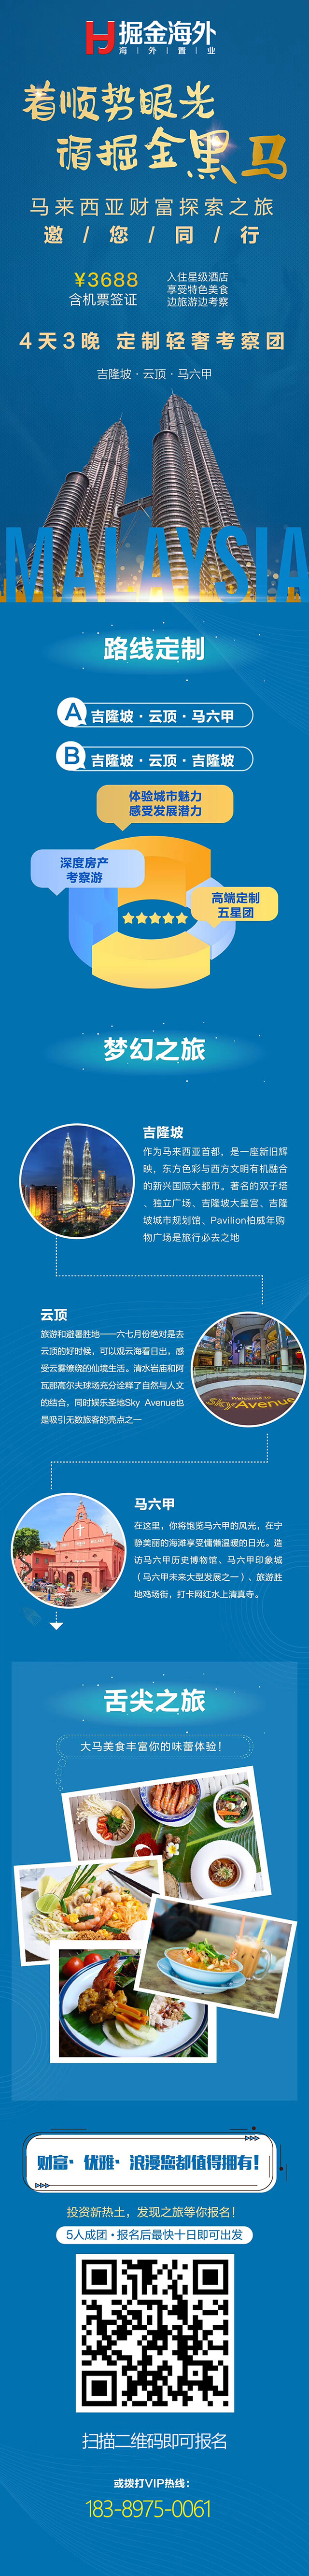 掘金海外
海外置业
着顺势眼光
循掘金黑马
马来西亚财富探索之旅
邀/您/同/行
¥3688
含机票签证
入住星级酒店
享受特色美食
边旅游边考察
4天3晚 定制轻奢考察团
吉隆坡·云顶·马六甲
MALAYSIA
路线定制
A 吉隆坡·云顶·马六甲
B 吉隆坡·云顶·吉隆坡
体验城市魅力
感受发展潜力
深度房产
考察游
高端定制
五星团
梦幻之旅
吉隆坡
作为马来西亚首都，是一座新旧辉
映，东方色彩与西方文明有机融合
的新兴国际大都市。著名的双子塔
、独立广场、吉隆坡大皇宫、吉隆
坡城市规划馆、Pavilion柏威年购
物广场是旅行必去之地
云顶
旅游和避暑胜地——六七月份绝对是去
云顶的好时候，可以观云海看日出，感
受云雾缭绕的仙境生活。清水岩庙和阿
瓦那高尔夫球场充分诠释了自然与人文
的结合。同时娱乐圣地Sky Avenue也
是吸引无数旅客的亮点之一
Welcome to
SkyAvenue
马六甲
在这里，你将饱览马六甲的风光，在宁
静美丽的海滩享受慵懒温暖的日光。造
访马六甲历史博物馆、马六甲印象城
（马六甲未来大型发展之一）、旅游胜
地鸡场街，打卡网红水上清真寺。
舌尖之旅
大马美食丰富你的味蕾体验！
财富·优雅·浪漫您都值得拥有！
投资新热土，发现之旅等你报名！
5人成团·报名后最快十日即可出发
扫描二维码即可报名
或拨打VIP热线：
183-8975-0061